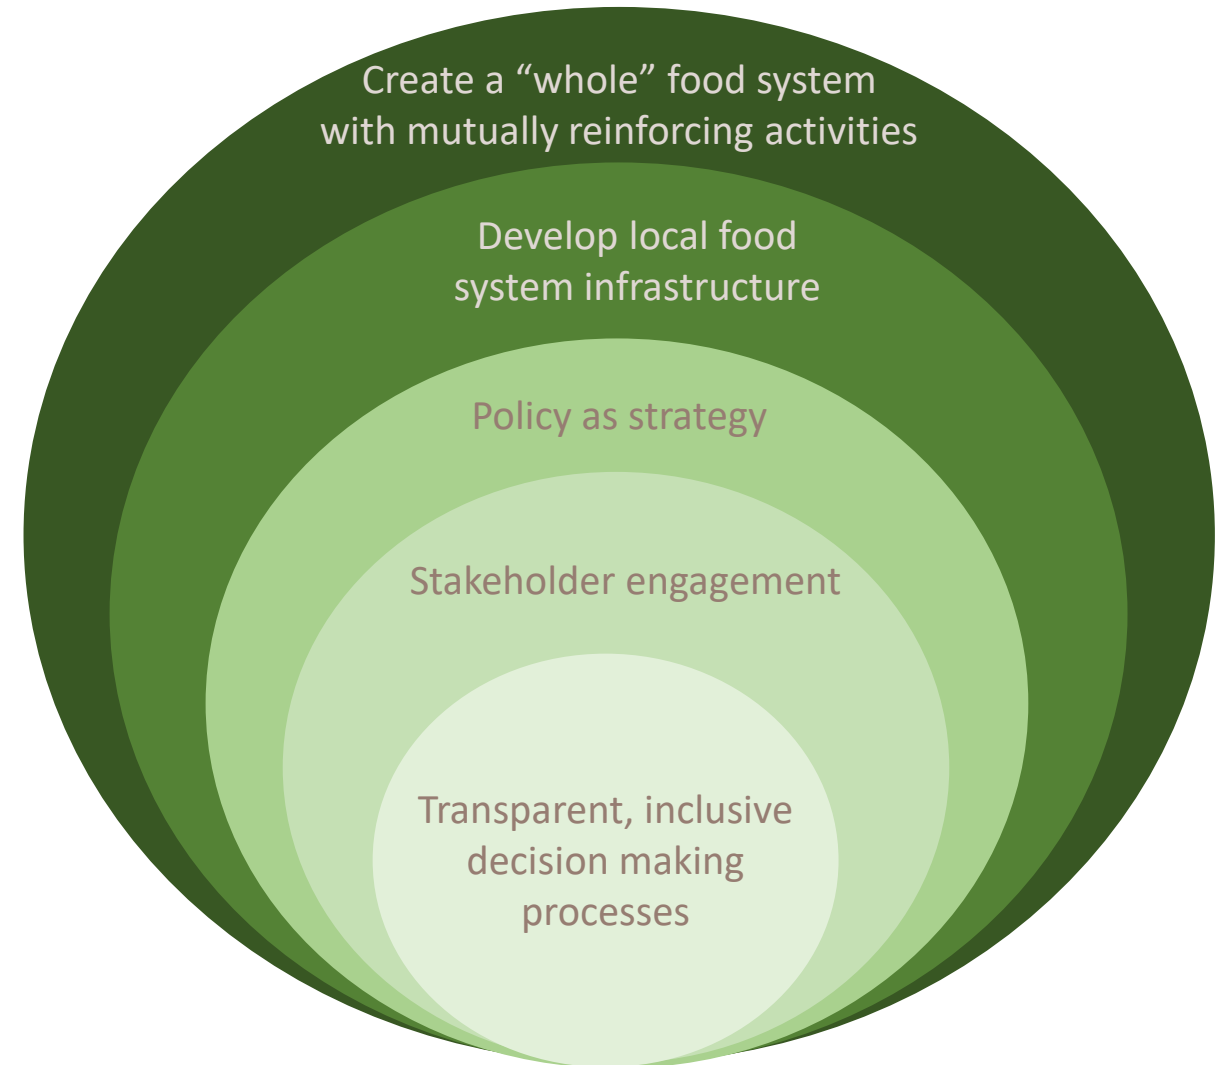 Create a “whole” food system
with mutually reinforcing activities
Develop local food
system infrastructure
Policy as strategy
Stakeholder engagement
Transparent, inclusive
decision making
processes